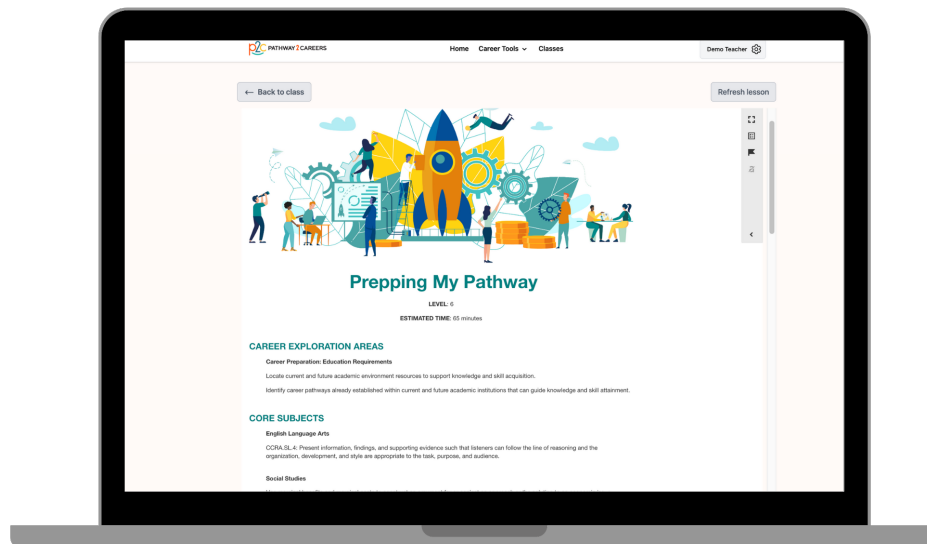 p2c PATHWAY2CAREERS
Home Career Tools Classes
Demo Teacher
← Back to class
Refresh lesson
Prepping My Pathway
LEVEL: 6
ESTIMATED TIME: 65 minutes
CAREER EXPLORATION AREAS
Career Preparation: Education Requirements
Locate current and future academic environment resources to support knowledge and skill acquisition.
Identify career pathways already established within current and future academic institutions that can guide knowledge and skill attainment.
CORE SUBJECTS
English Language Arts
CCRA.SL.4: Present information, findings, and supporting evidence such that listeners can follow the line of reasoning and the
organization, development, and style are appropriate to the task, purpose, and audience.
Social Studies